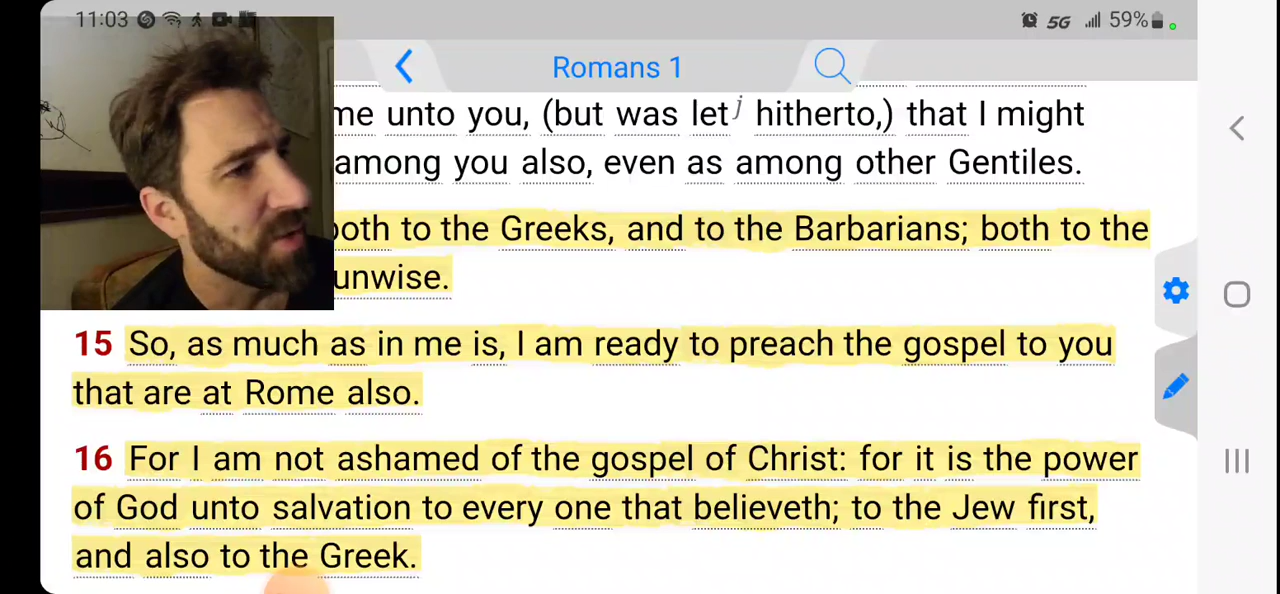 11:03 5G 59%
Romans 1
me unto you, (but was let j hitherto,) that I might
among you also, even as among other Gentiles.
both to the Greeks, and to the Barbarians; both to the
unwise.
15 So, as much as in me is, I am ready to preach the gospel to you
that are at Rome also.
16 For I am not ashamed of the gospel of Christ: for it is the power
of God unto salvation to every one that believeth; to the Jew first,
and also to the Greek.